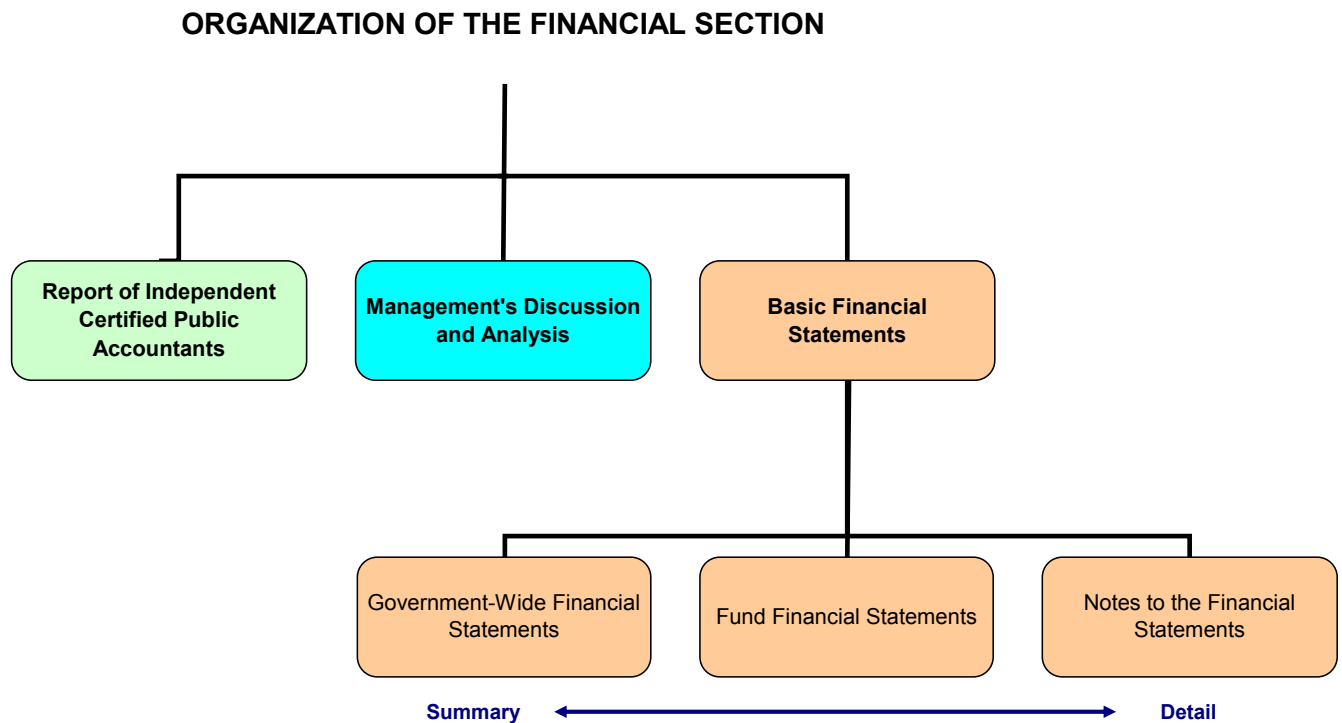 ORGANIZATION OF THE FINANCIAL SECTION
Report of Independent
Certified Public
Accountants
Management's Discussion
and Analysis
Basic Financial
Statements
Government-Wide Financial
Statements
Fund Financial Statements
Notes to the Financial
Statements
Summary
Detail